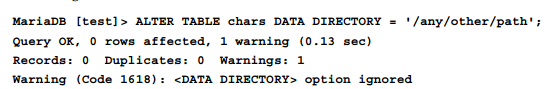 MariaDB [test]> ALTER TABLE chars DATA DIRECTORY = '/any/other/path';
Query OK, 0 rows affected, 1 warning (0.13 sec)
Records: 0  Duplicates: 0  Warnings: 1
Warning (Code 1618): <DATA DIRECTORY> option ignored